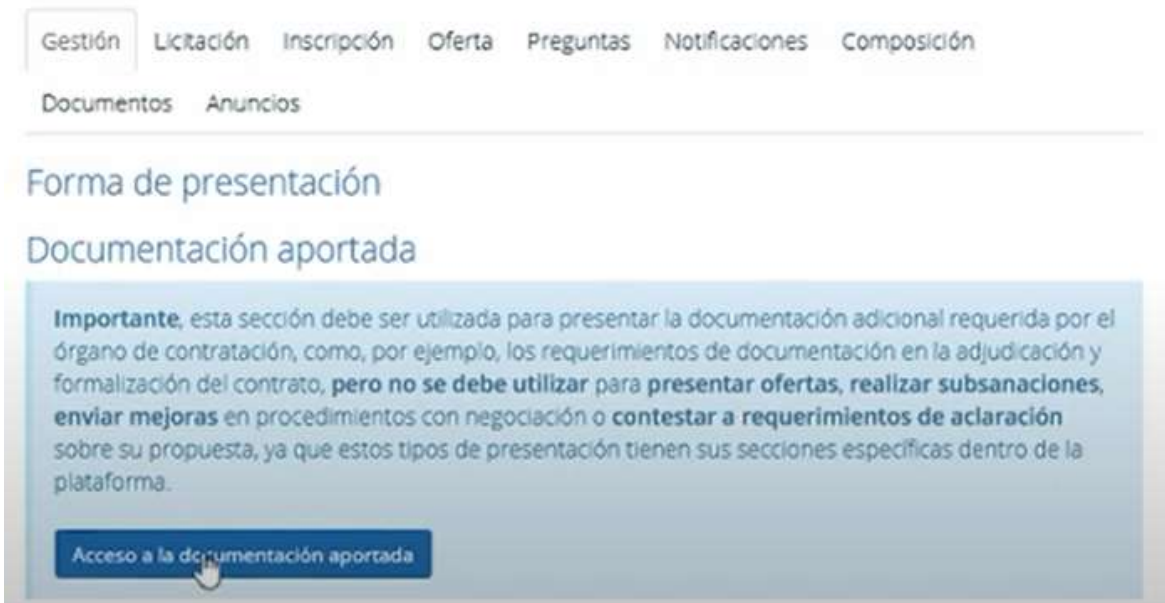 Gestión Licitación Inscripción Oferta Preguntas Notificaciones Composición
Documentos Anuncios
Forma de presentación
Documentación aportada
Importante, esta sección debe ser utilizada para presentar la documentación adicional requerida por el
órgano de contratación, como, por ejemplo, los requerimientos de documentación en la adjudicación y
formalización del contrato, pero no se debe utilizar para presentar ofertas, realizar subsanaciones,
enviar mejoras en procedimientos con negociación o contestar a requerimientos de aclaración
sobre su propuesta, ya que estos tipos de presentación tienen sus secciones específicas dentro de la
plataforma.
Acceso a la documentación aportada